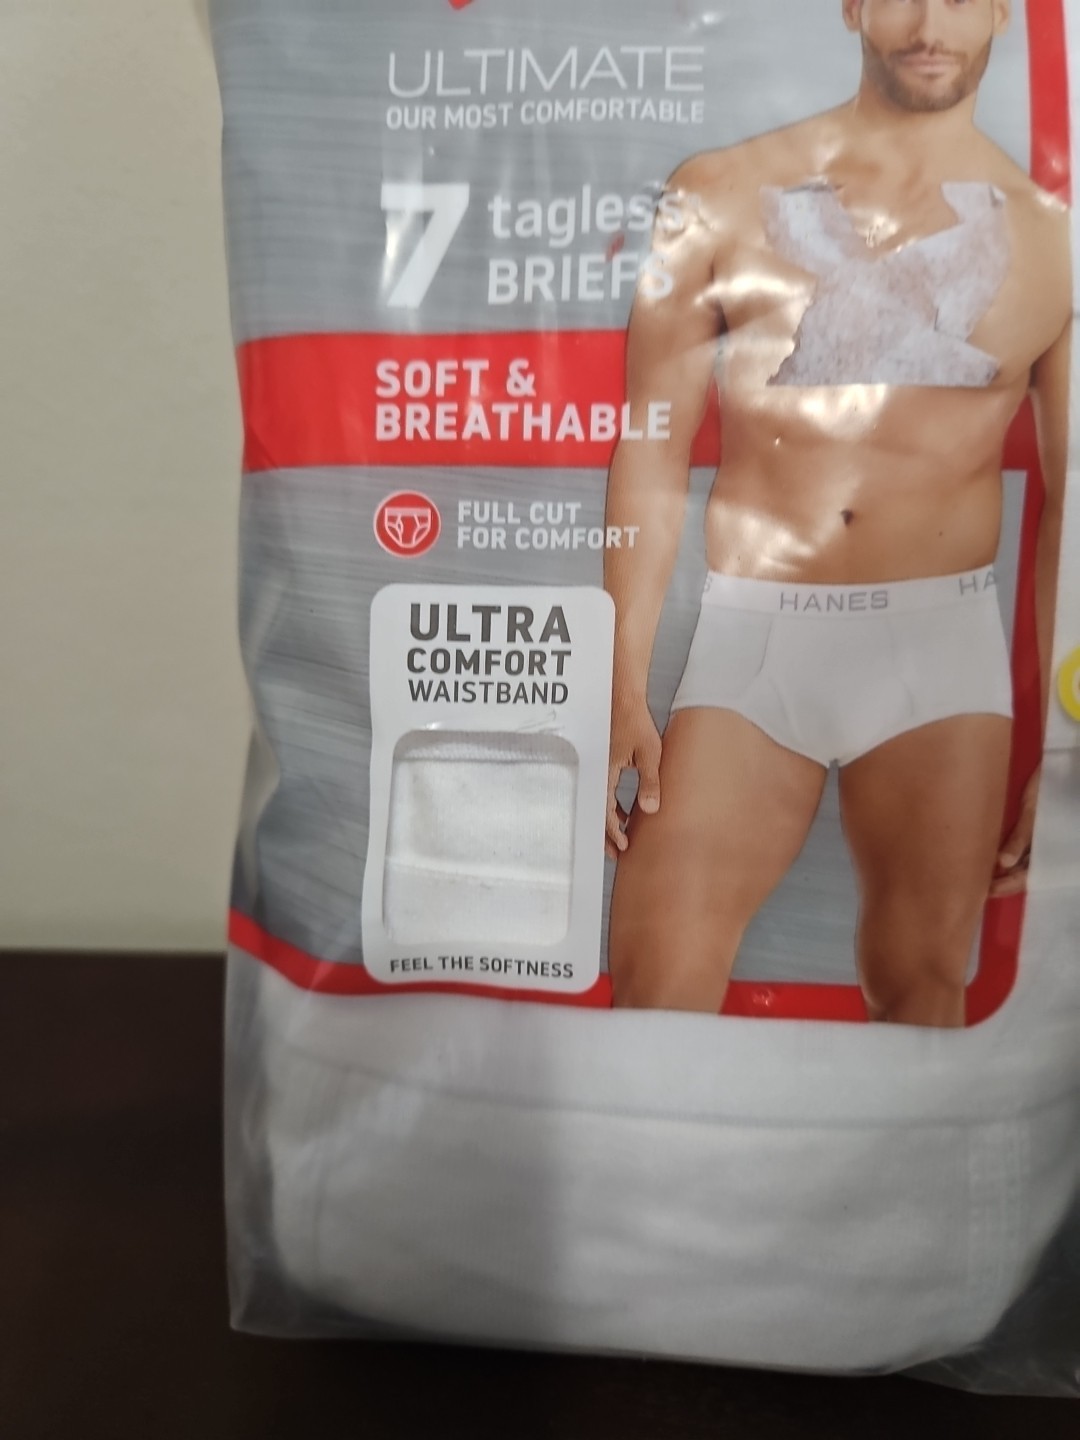 ULTIMATE
OUR MOST COMFORTABLE
7 tagless
BRIEFS
SOFT &
BREATHABLE
FULL CUT
FOR COMFORT
HANES
HA
ULTRA
COMFORT
WAISTBAND
FEEL THE SOFTNESS